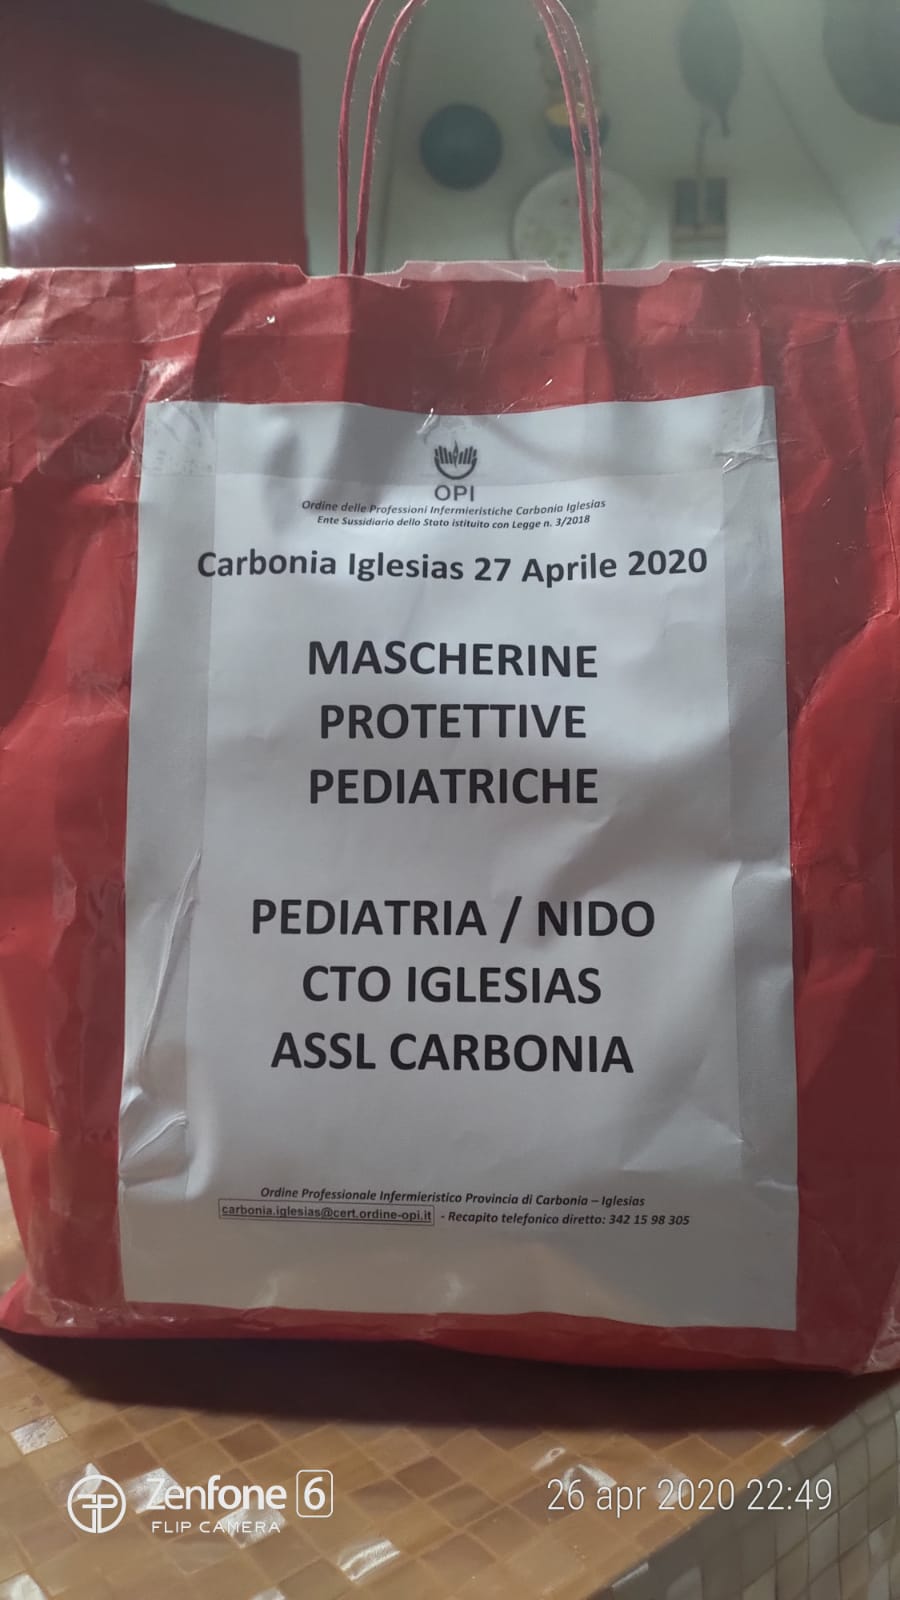 OPI
Ordine delle Professioni Infermieristiche Carbonia Iglesias
Ente Sussidiario dello Stato istituito con Legge n. 3/2018
Carbonia Iglesias 27 Aprile 2020
MASCHERINE
PROTETTIVE
PEDIATRICHE
PEDIATRIA / NIDO
CTO IGLESIAS
ASSL CARBONIA
Ordine Professionale Infermieristico Provincia di Carbonia – Iglesias
carbonia.iglesias@cert.ordine-opi.it - Recapito telefonico diretto: 342 15 98 305
Zenfone 6
FLIP CAMERA
26 apr 2020 22:49